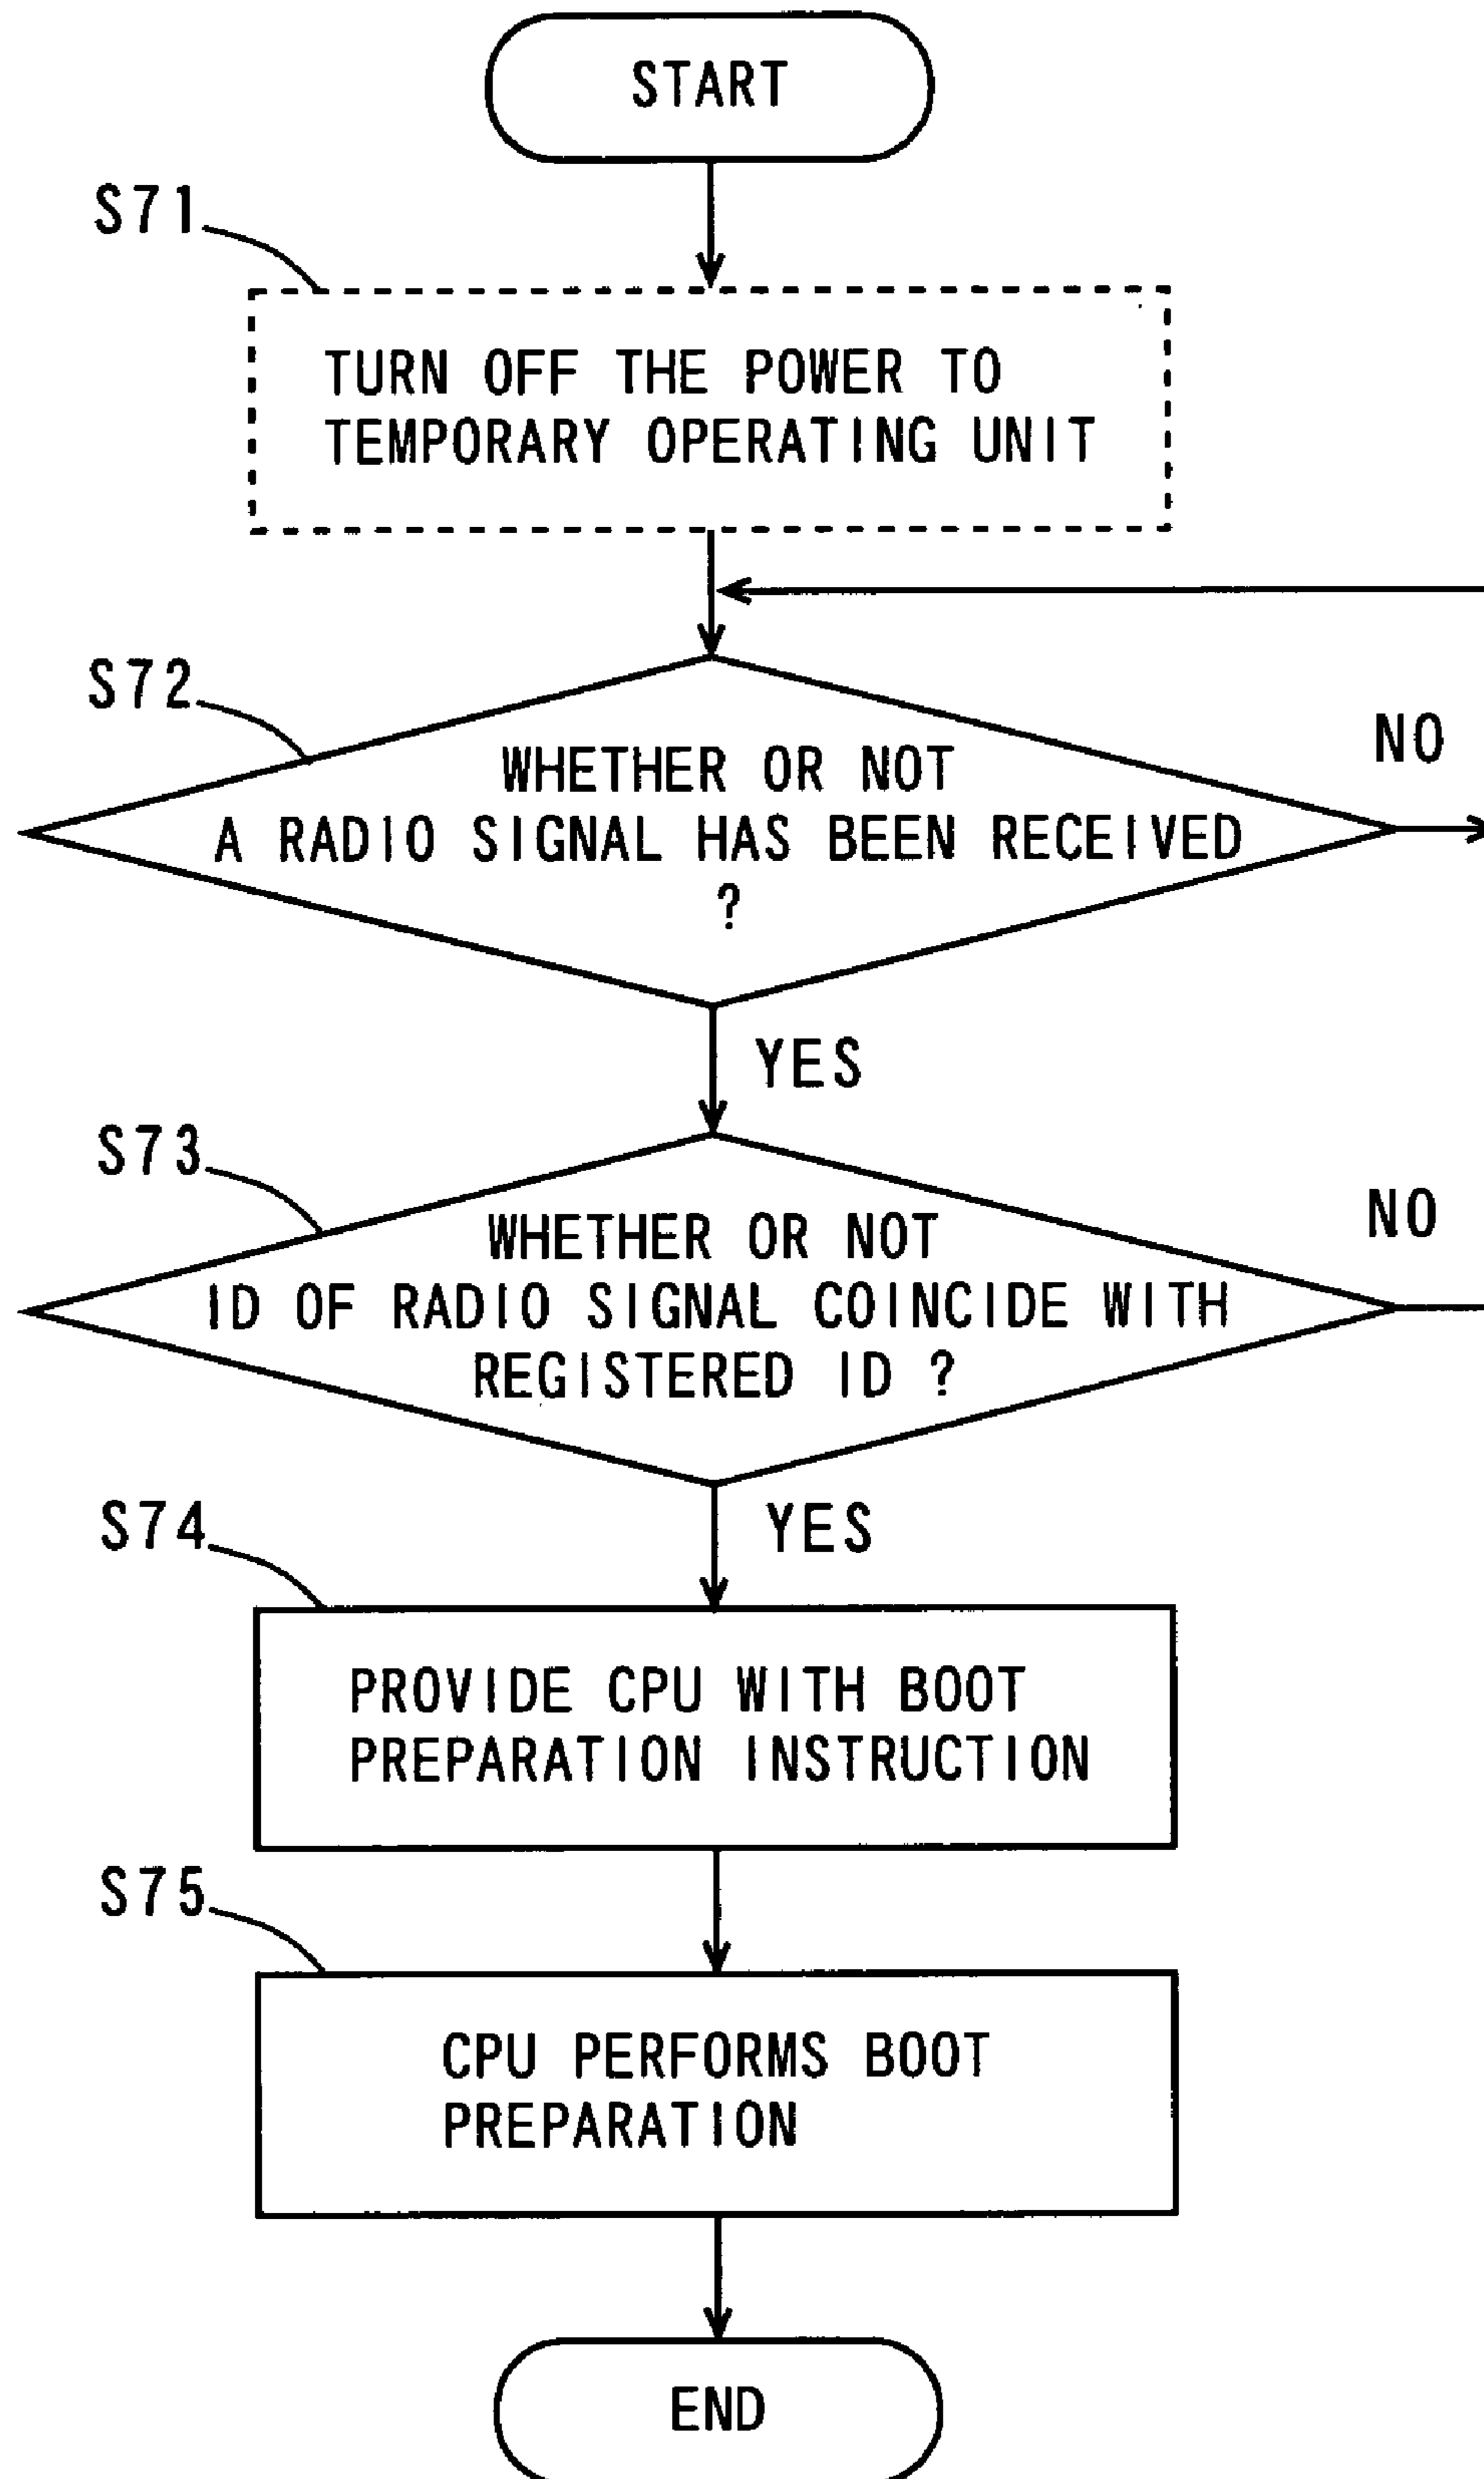 START
S71
TURN OFF THE POWER TO
TEMPORARY OPERATING UNIT
S72
WHETHER OR NOT
A RADIO SIGNAL HAS BEEN RECEIVED
?
NO
YES
S73
WHETHER OR NOT
ID OF RADIO SIGNAL COINCIDE WITH
REGISTERED ID ?
NO
YES
S74
PROVIDE CPU WITH BOOT
PREPARATION INSTRUCTION
S75
CPU PERFORMS BOOT
PREPARATION
END